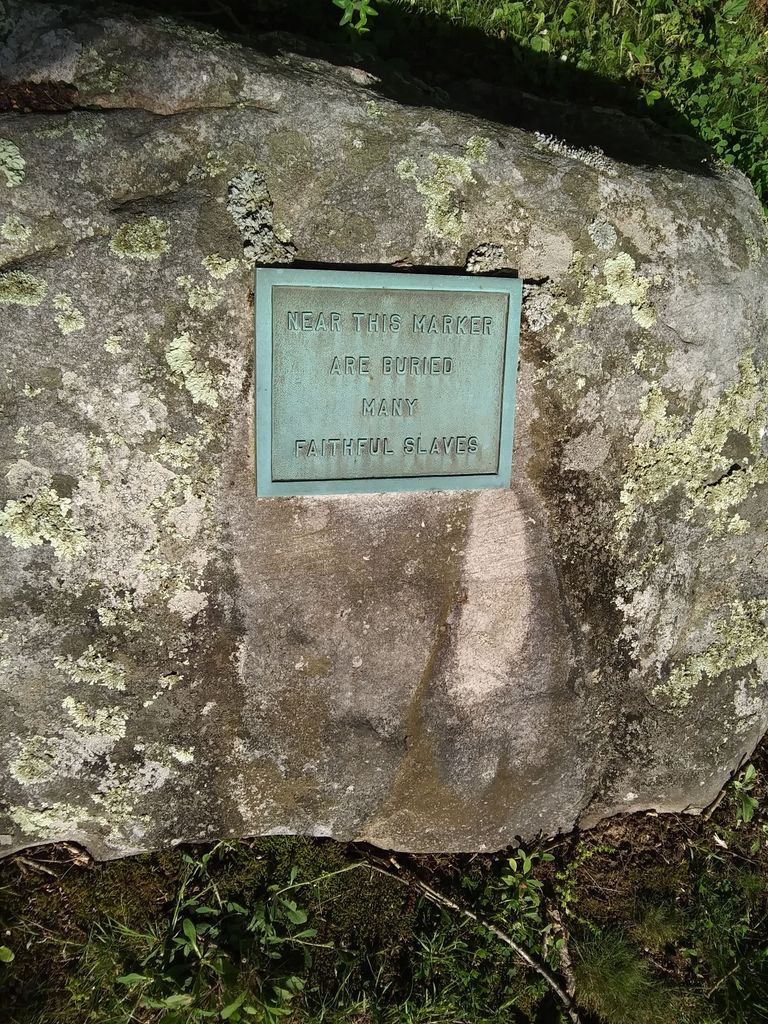 NEAR THIS MARKER
ARE BURIED
MANY
FAITHFUL SLAVES